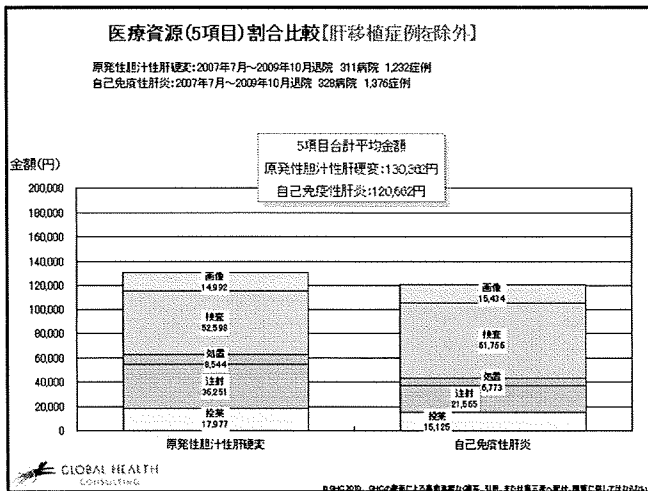 医療資源(5項目)割合比較【肝移植症例を除外】
原発性胆汁性肝硬変:2007年7月~2009年10月退院 311病院 1,232症例
自己免疫性肝炎:2007年7月~2009年10月退院 328病院 1,376症例
5項目合計平均金額
原発性胆汁性肝硬変:130,362円
自己免疫性肝炎:120,662円
金額(円)
200,000
180,000
160,000
140,000
120,000
100,000
80,000
60,000
40,000
20,000
0
画像
14,992
検査
52,598
処置
8,544
注射
36,251
投薬
17,977
画像
15,434
検査
61,766
処置
6,773
注射
21,565
投薬
15,125
原発性胆汁性肝硬変
自己免疫性肝炎
GLOBAL HEALTH
CONSULTING